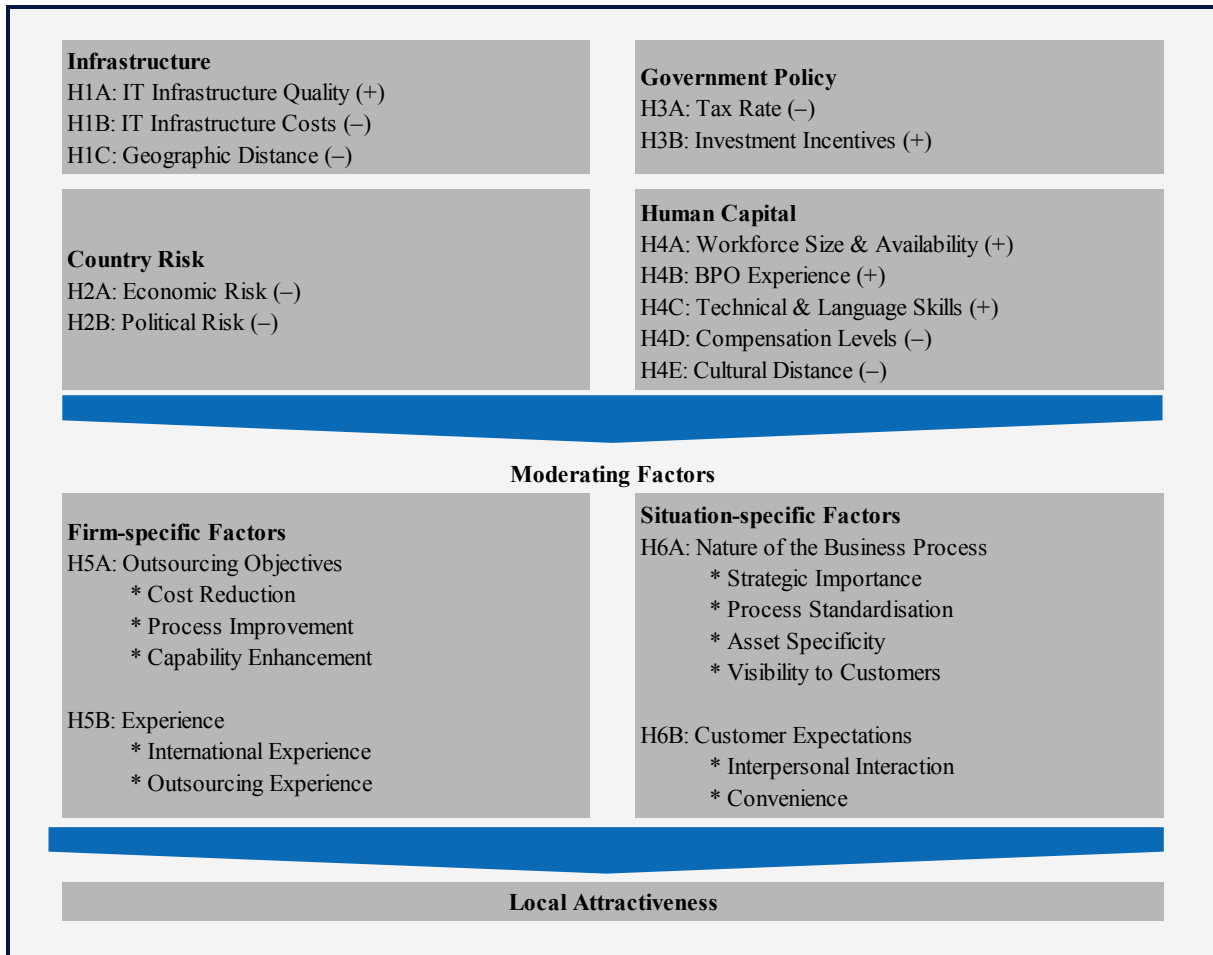 Infrastructure
H1A: IT Infrastructure Quality (+)
H1B: IT Infrastructure Costs (–)
H1C: Geographic Distance (–)
Government Policy
H3A: Tax Rate (–)
H3B: Investment Incentives (+)
Country Risk
H2A: Economic Risk (–)
H2B: Political Risk (–)
Human Capital
H4A: Workforce Size & Availability (+)
H4B: BPO Experience (+)
H4C: Technical & Language Skills (+)
H4D: Compensation Levels (–)
H4E: Cultural Distance (–)
Moderating Factors
Firm-specific Factors
H5A: Outsourcing Objectives
* Cost Reduction
* Process Improvement
* Capability Enhancement
H5B: Experience
* International Experience
* Outsourcing Experience
Situation-specific Factors
H6A: Nature of the Business Process
* Strategic Importance
* Process Standardisation
* Asset Specificity
* Visibility to Customers
H6B: Customer Expectations
* Interpersonal Interaction
* Convenience
Local Attractiveness